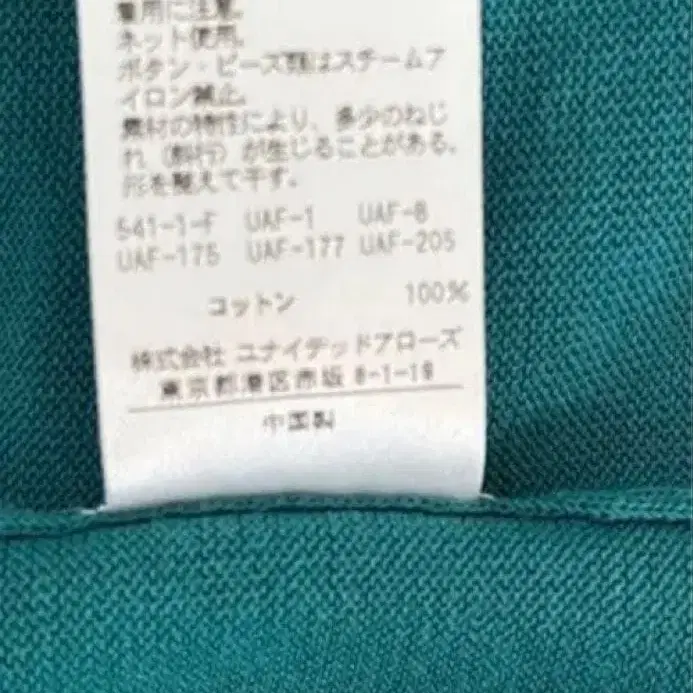 着用に注意。
ネット使用。
ボタン・ビーズ類はスチームア
イロン禁止。
素材の特性により、多少のねじ
れ（斜行）が生じることがある。
形を整えて干す。
541-1-F UAF-1 UAF-8
UAF-175 UAF-177 UAF-205
コットン 100%
株式会社 ユナイテッドアローズ
東京都港区赤坂 8-1-19
中国製